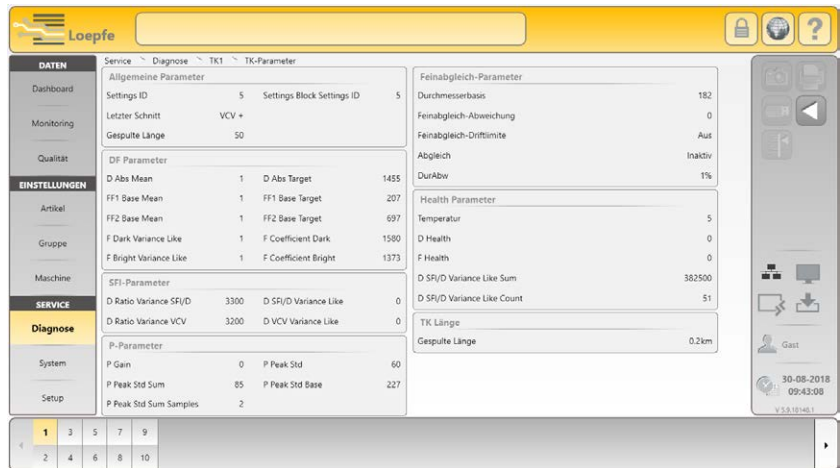 Loepfe
?
DATEN
Dashboard
Monitoring
Qualität
EINSTELLUNGEN
Artikel
Gruppe
Maschine
SERVICE
Diagnose
System
Setup
Service Diagnose TK1 TK-Parameter
Allgemeine Parameter
Settings ID 5 Settings Block Settings ID 5
Letzter Schnitt VCV +
Gespulte Länge 50
DF Parameter
D Abs Mean 1 D Abs Target 1455
FF1 Base Mean 1 FF1 Base Target 207
FF2 Base Mean 1 FF2 Base Target 697
F Dark Variance Like 1 F Coefficient Dark 1580
F Bright Variance Like 1 F Coefficient Bright 1373
SFI-Parameter
D Ratio Variance SFI/D 3300 D SFI/D Variance Like 0
D Ratio Variance VCV 3200 D VCV Variance Like 0
P-Parameter
P Gain 0 P Peak Std 60
P Peak Std Sum 85 P Peak Std Base 227
P Peak Std Sum Samples 2
Feinabgleich-Parameter
Durchmesserbasis 182
Feinabgleich-Abweichung 0
Feinabgleich-Driftlimite Aus
Abgleich Inaktiv
DurAbw 1%
Health Parameter
Temperatur 5
D Health 0
F Health 0
D SFI/D Variance Like Sum 382500
D SFI/D Variance Like Count 51
TK Länge
Gespulte Länge 0.2km
Gast
30-08-2018
09:43:08
1 3 5 7 9
2 4 6 8 10